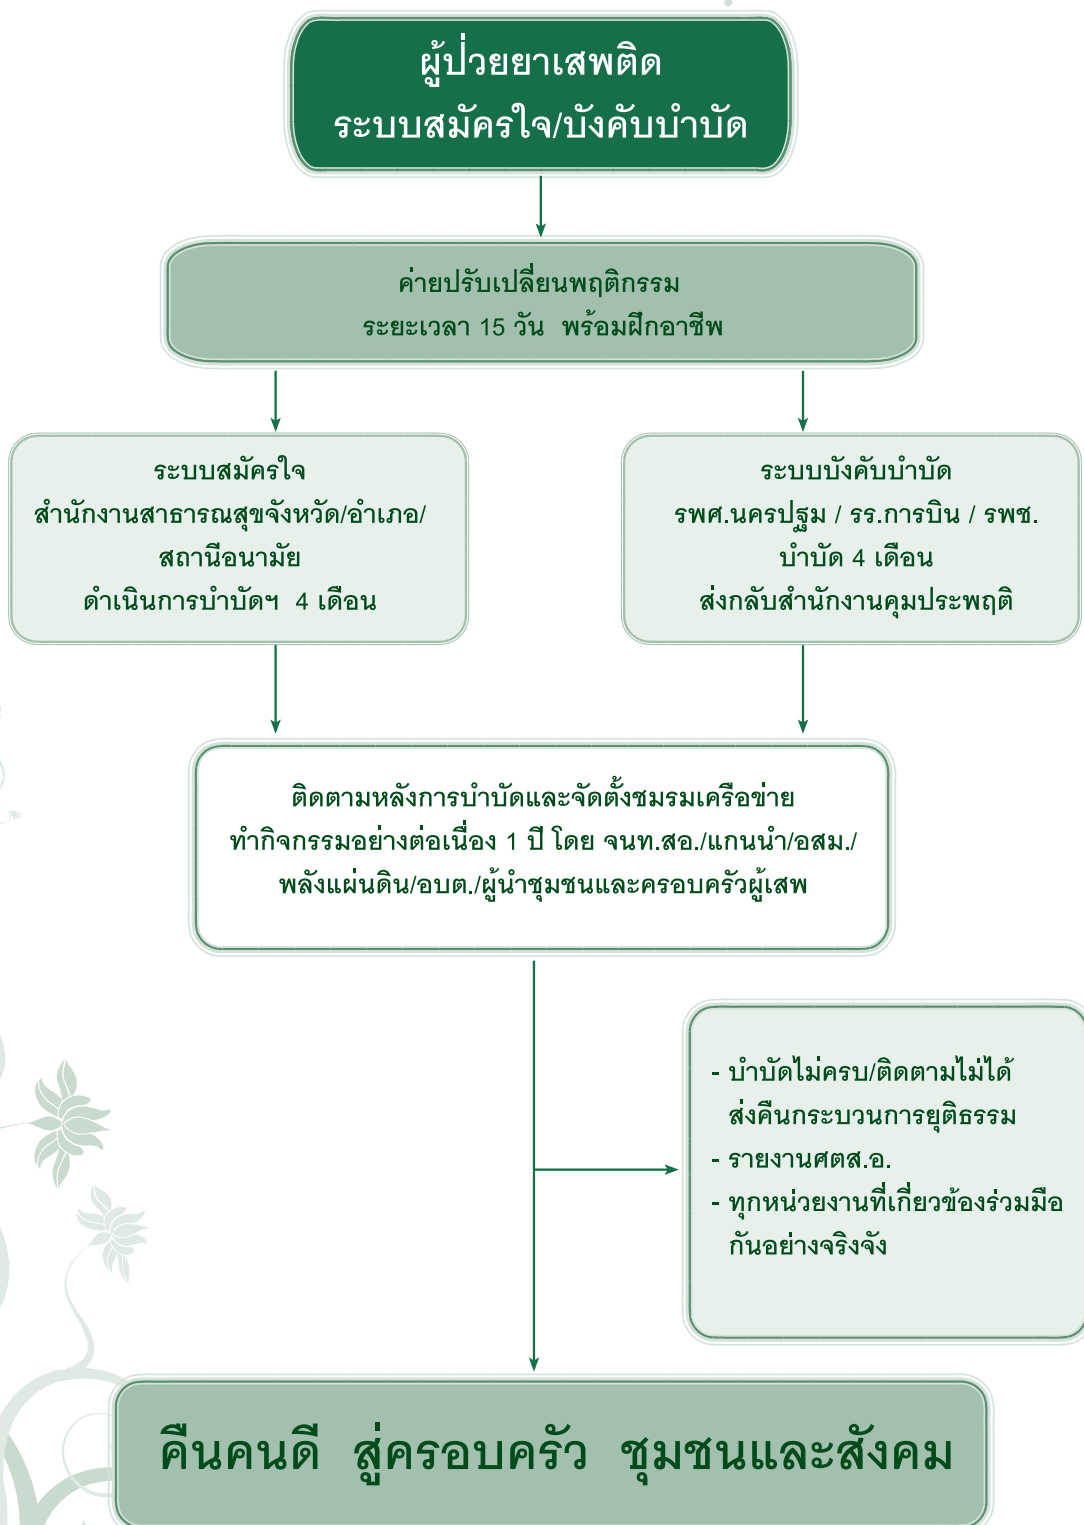 ผู้ป่วยยาเสพติด
ระบบสมัครใจ/บังคับบำบัด
ค่ายปรับเปลี่ยนพฤติกรรม
ระยะเวลา 15 วัน พร้อมฝึกอาชีพ
ระบบสมัครใจ
สำนักงานสาธารณสุขจังหวัด/อำเภอ/
สถานีอนามัย
ดำเนินการบำบัดฯ 4 เดือน
ระบบบังคับบำบัด
รพศ.นครปฐม / รร.การบิน / รพช.
บำบัด 4 เดือน
ส่งกลับสำนักงานคุมประพฤติ
ติดตามหลังการบำบัดและจัดตั้งชมรมเครือข่าย
ทำกิจกรรมอย่างต่อเนื่อง 1 ปี โดย จนท.สอ./แกนนำ/อสม./
พลังแผ่นดิน/อบต./ผู้นำชุมชนและครอบครัวผู้เสพ
- บำบัดไม่ครบ/ติดตามไม่ได้
ส่งคืนกระบวนการยุติธรรม
- รายงานศตส.อ.
- ทุกหน่วยงานที่เกี่ยวข้องร่วมมือ
กันอย่างจริงจัง
คืนคนดี สู่ครอบครัว ชุมชนและสังคม